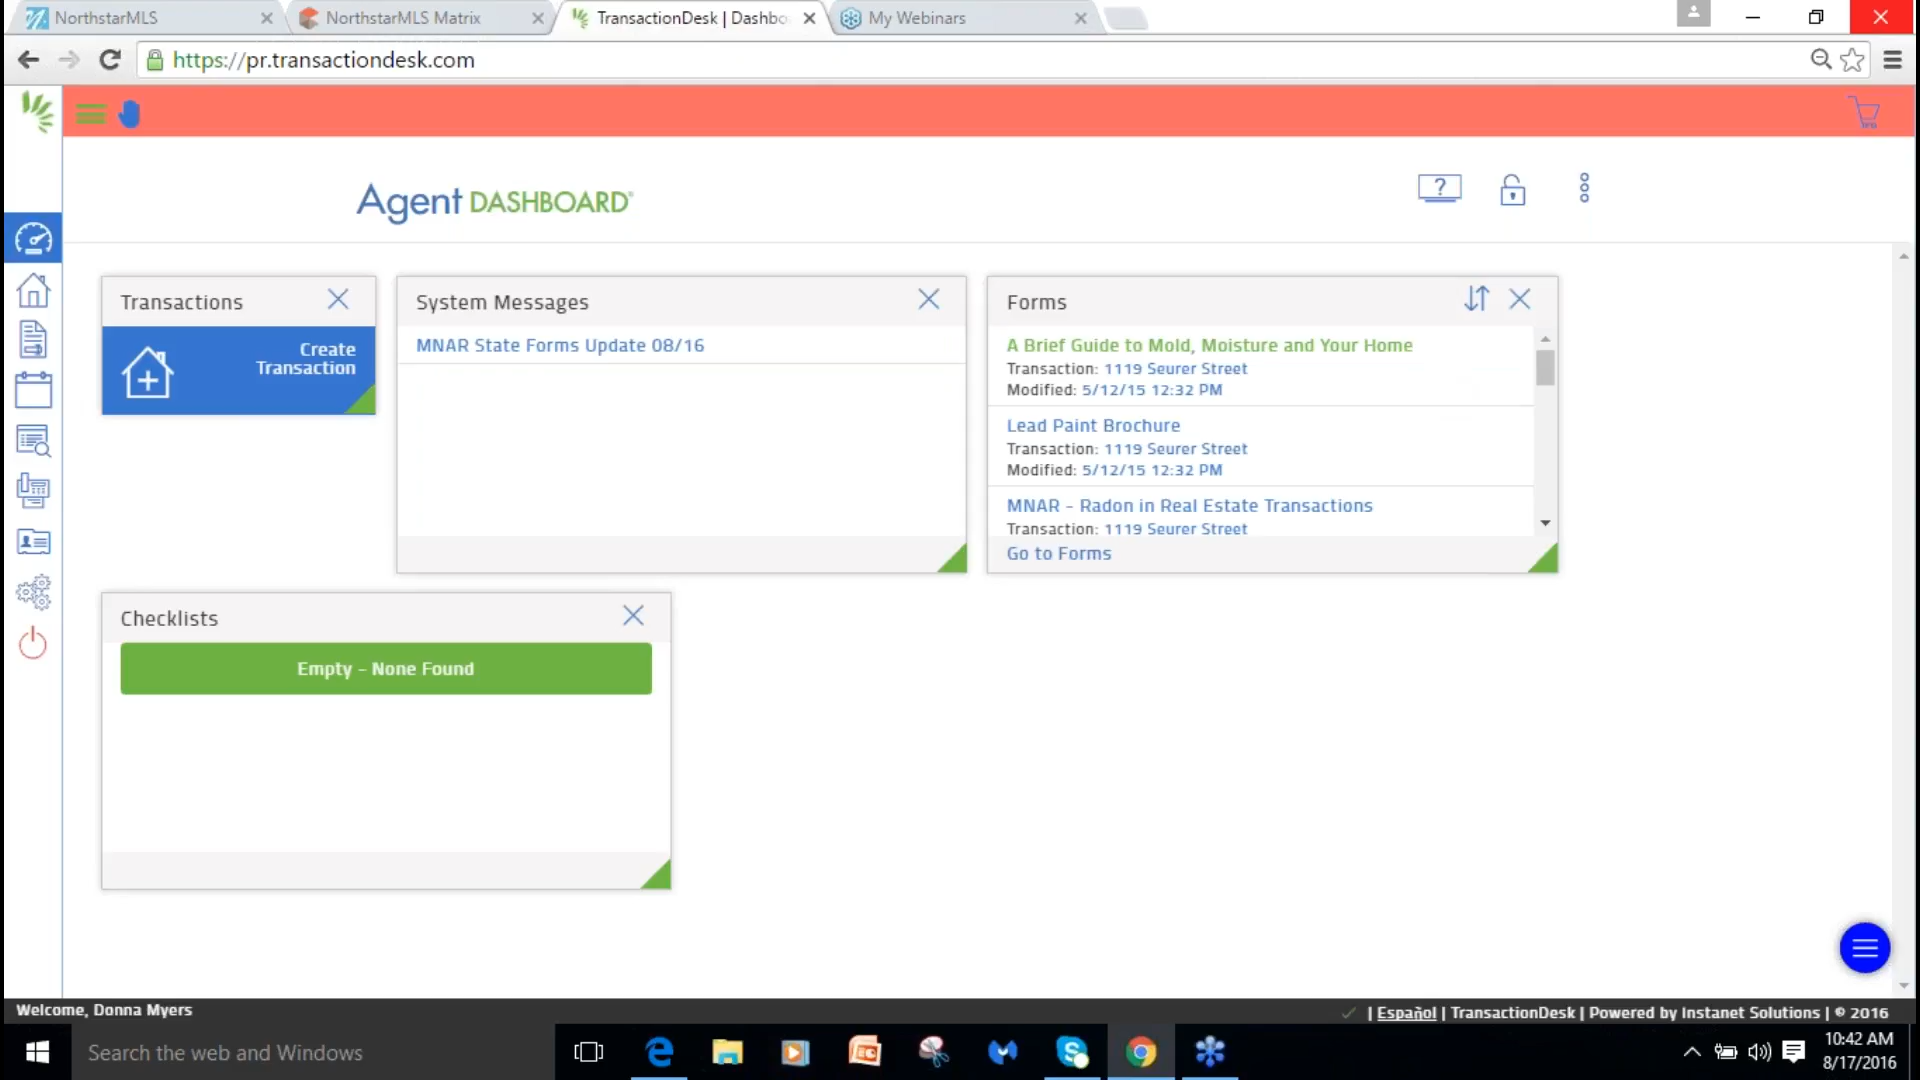 NorthstarMLS
NorthstarMLS Matrix
TransactionDesk | Dashbo
My Webinars
https://pr.transactiondesk.com
Agent DASHBOARD
?
Transactions
Create
Transaction
System Messages
MNAR State Forms Update 08/16
Forms
A Brief Guide to Mold, Moisture and Your Home
Transaction: 1119 Seurer Street
Modified: 5/12/15 12:32 PM
Lead Paint Brochure
Transaction: 1119 Seurer Street
Modified: 5/12/15 12:32 PM
MNAR - Radon in Real Estate Transactions
Transaction: 1119 Seurer Street
Go to Forms
Checklists
Empty - None Found
Welcome, Donna Myers
| Español | TransactionDesk | Powered by Instanet Solutions | © 2016
Search the web and Windows
10:42 AM
8/17/2016